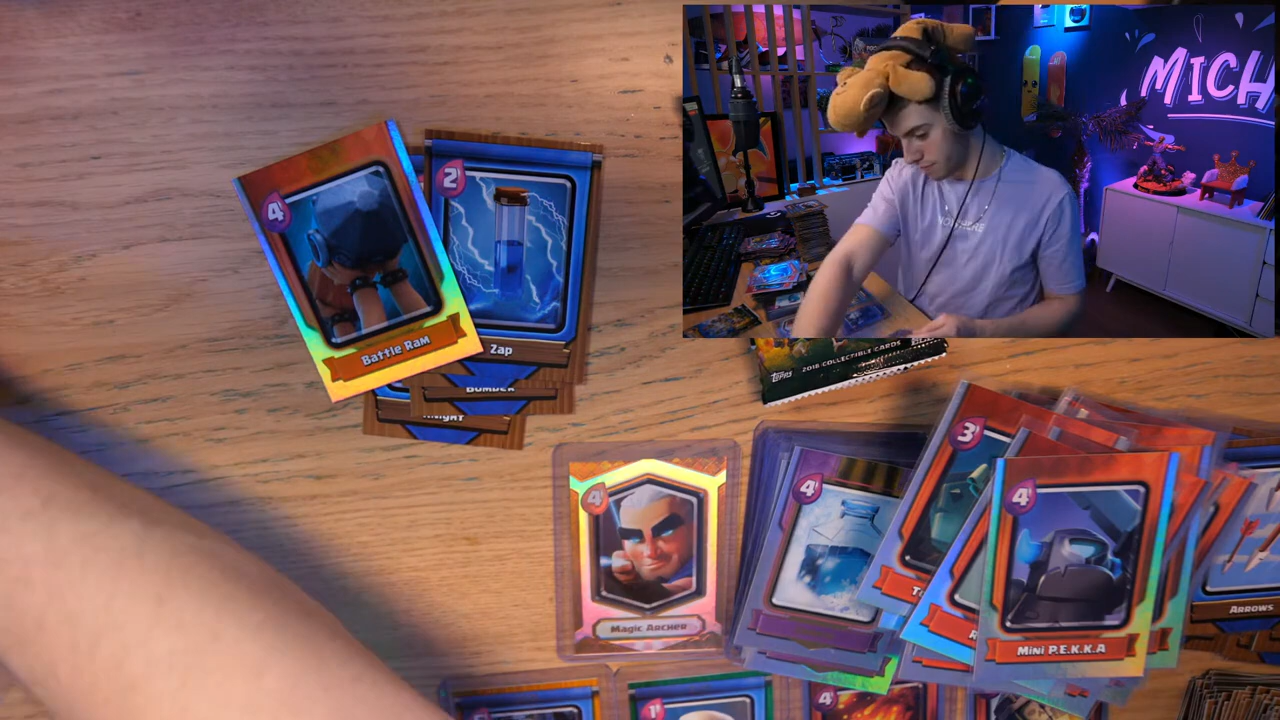 MICH
NOWHERE
2
4
Zap
Battle Ram
Bomber
Knight
Topps
2018 COLLECTIBLE CARDS
3
4
4
4
Arrows
Magic Archer
Mini P.E.K.K.A
1
4